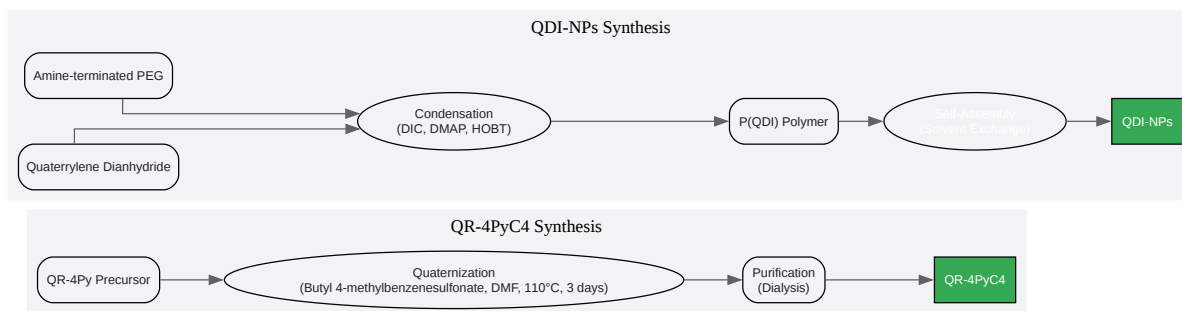 QDI-NPs Synthesis
Amine-terminated PEG
Quaterrylene Dianhydride
Condensation
(DIC, DMAP, HOBT)
P(QDI) Polymer
Self-Assembly
(Solvent Exchange)
QDI-NPs
QR-4PyC4 Synthesis
QR-4Py Precursor
Quaternization
(Butyl 4-methylbenzenesulfonate, DMF, 110°C, 3 days)
Purification
(Dialysis)
QR-4PyC4